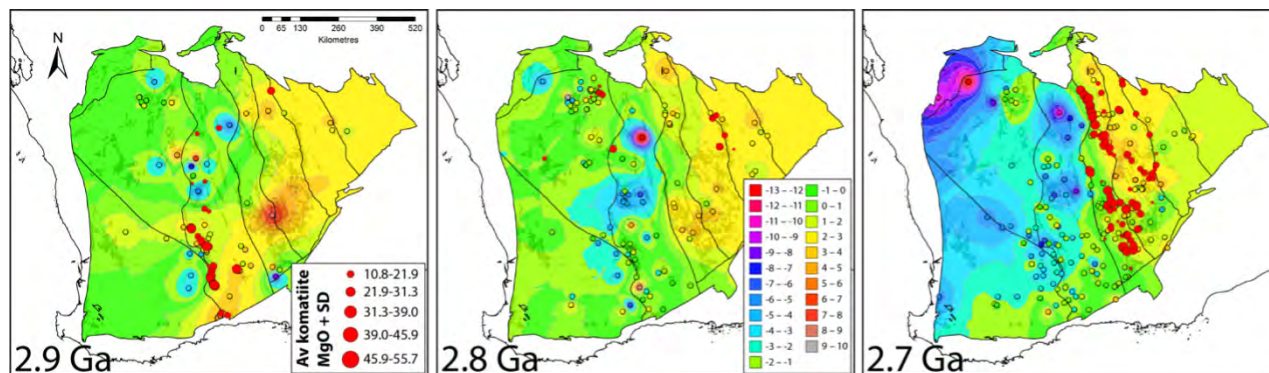 N
0 65 130 260 390 520
Kilometres
2.9 Ga
Av komatiite
MgO + SD
10.8-21.9
21.9-31.3
31.3-39.0
39.0-45.9
45.9-55.7
2.8 Ga
-13 - -12
-12 - -11
-11 - -10
-10 - -9
-9 - -8
-8 - -7
-7 - -6
-6 - -5
-5 - -4
-4 - -3
-3 - -2
-2 - -1
-1 - 0
0 - 1
1 - 2
2 - 3
3 - 4
4 - 5
5 - 6
6 - 7
7 - 8
8 - 9
9 - 10
2.7 Ga